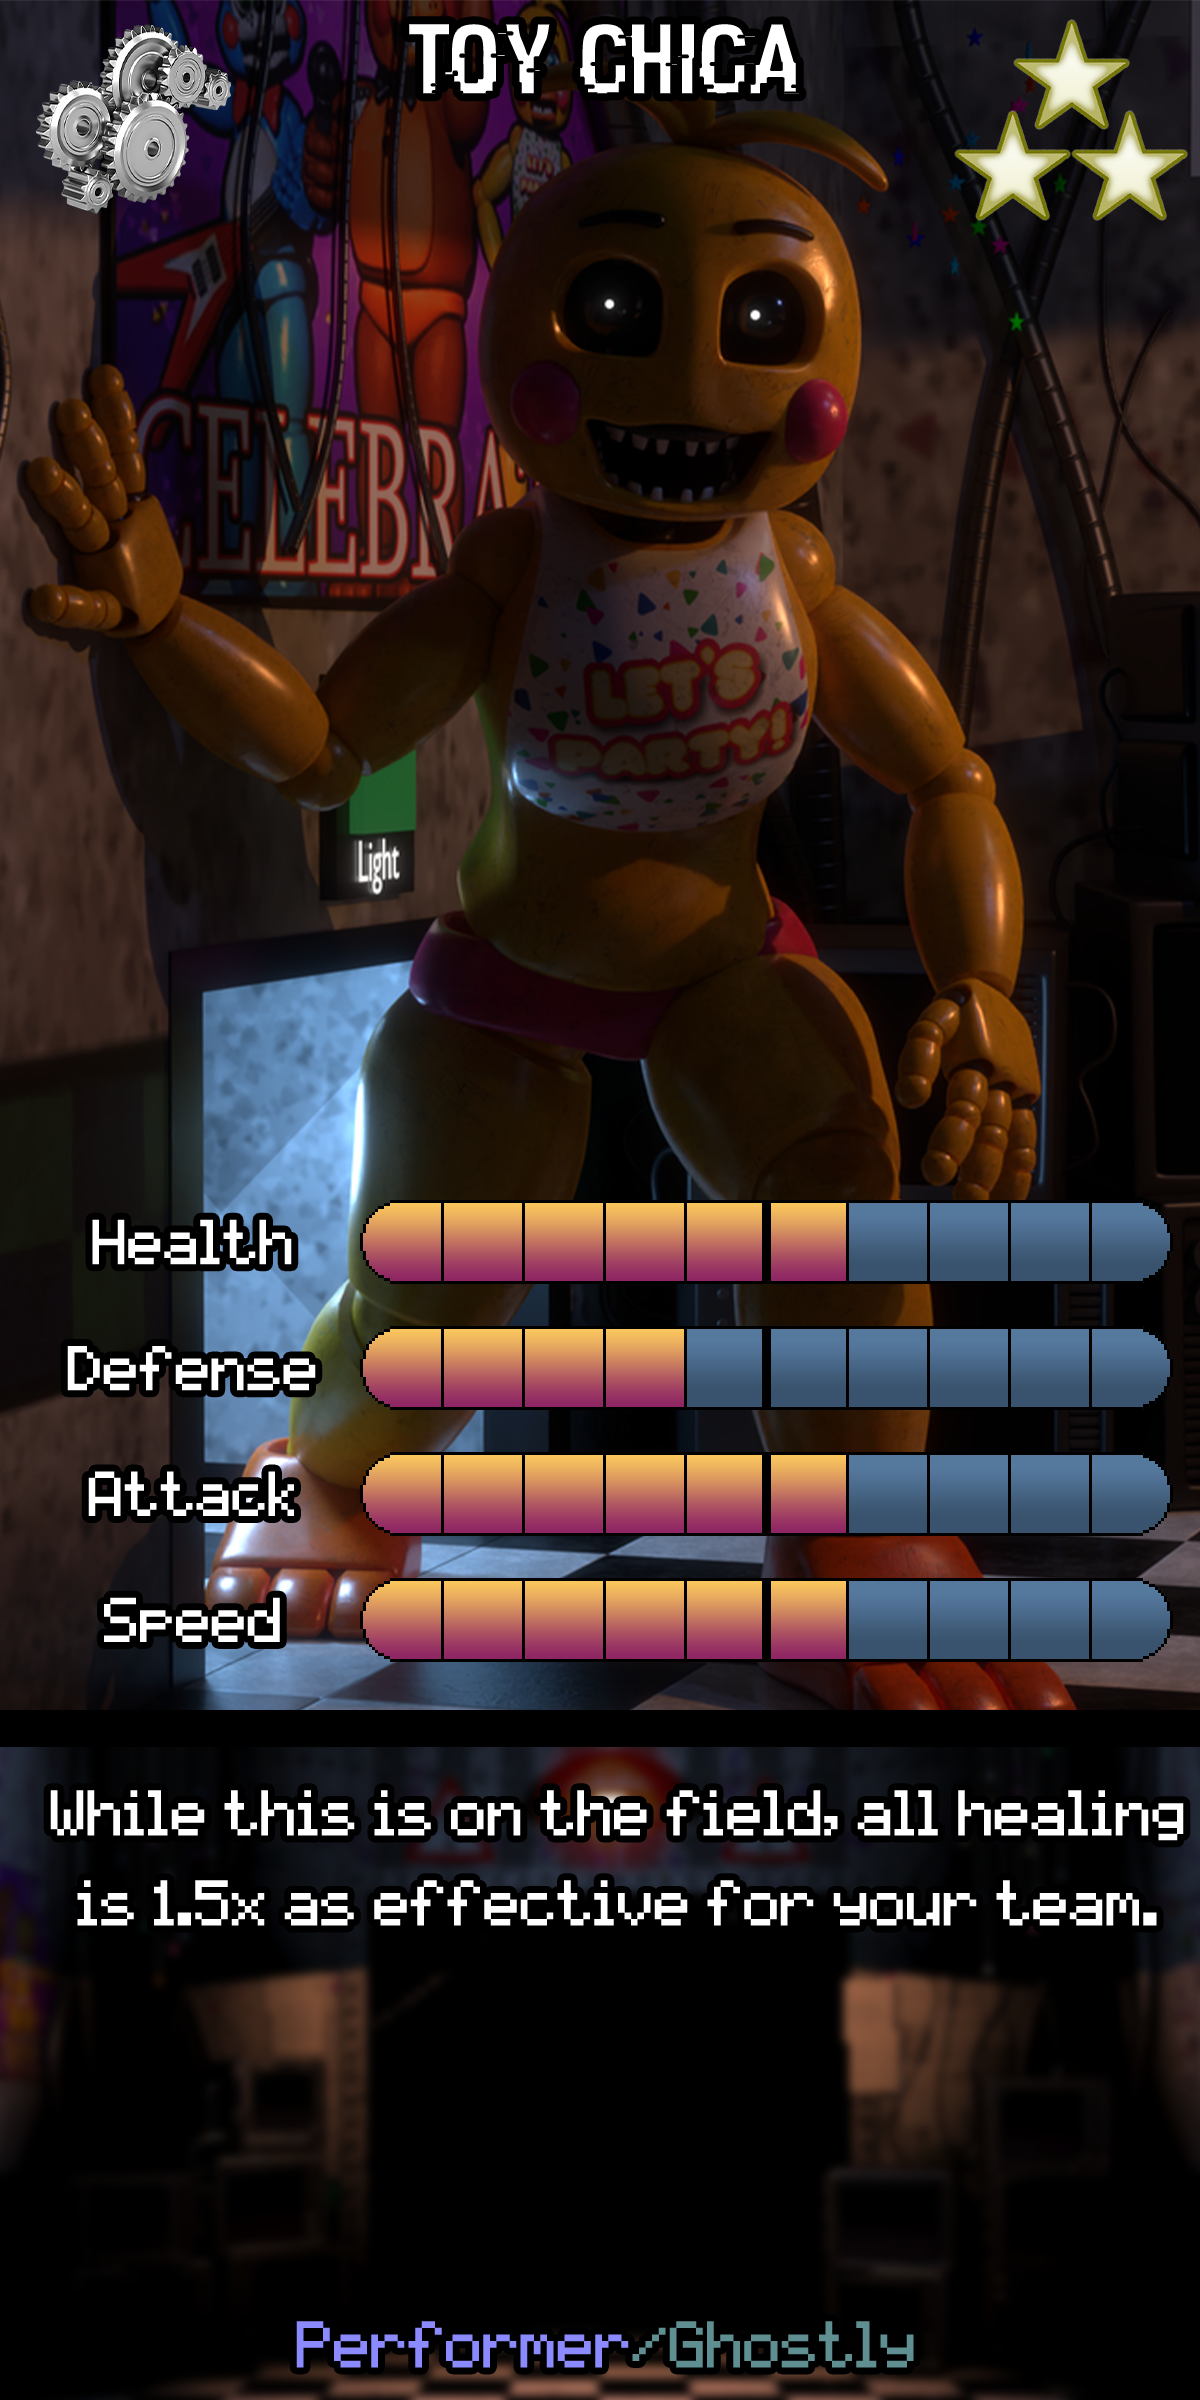 TOY CHICA
CELEBRA
LET'S
PARTY!
Light
Health
Defense
Attack
Speed
While this is on the field, all healing
is 1.5x as effective for your team.
Performer/Ghostly